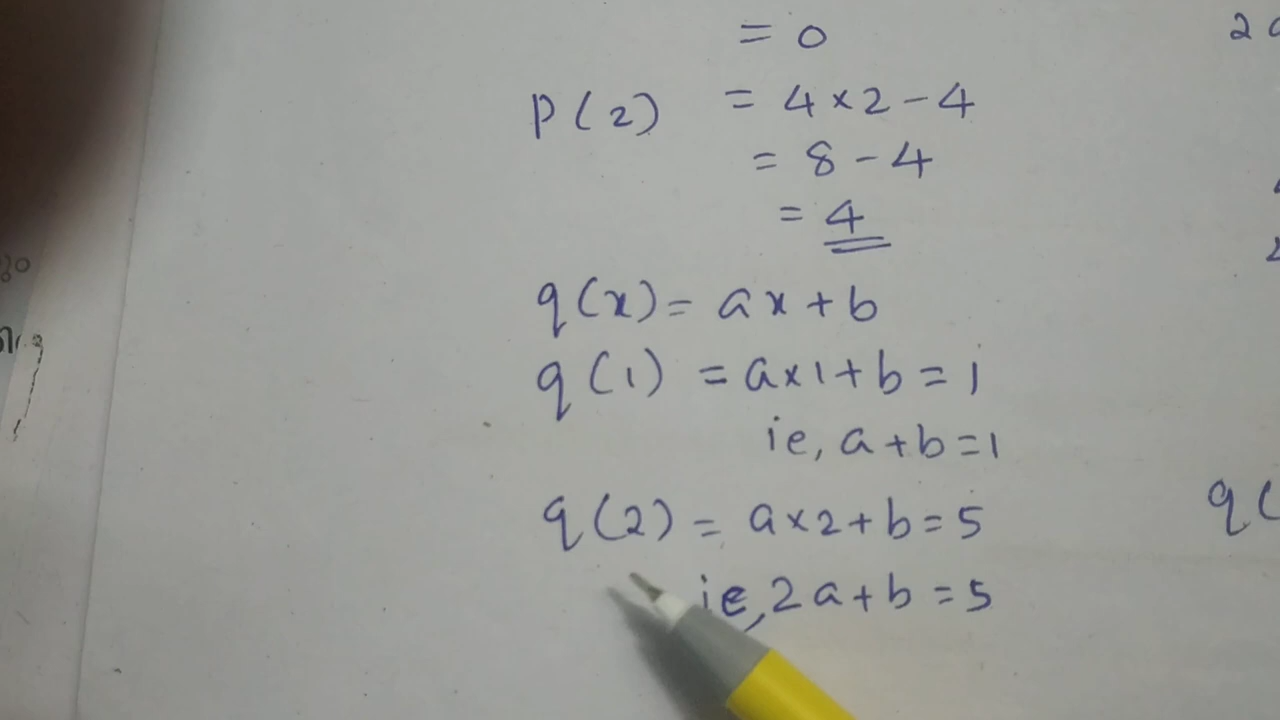 = 0
P(2) = 4×2-4
= 8-4
= 4
q(x) = ax+b
q(1) = a×1+b=1
ie, a+b=1
q(2) = a×2+b=5
ie, 2a+b=5
2
q(